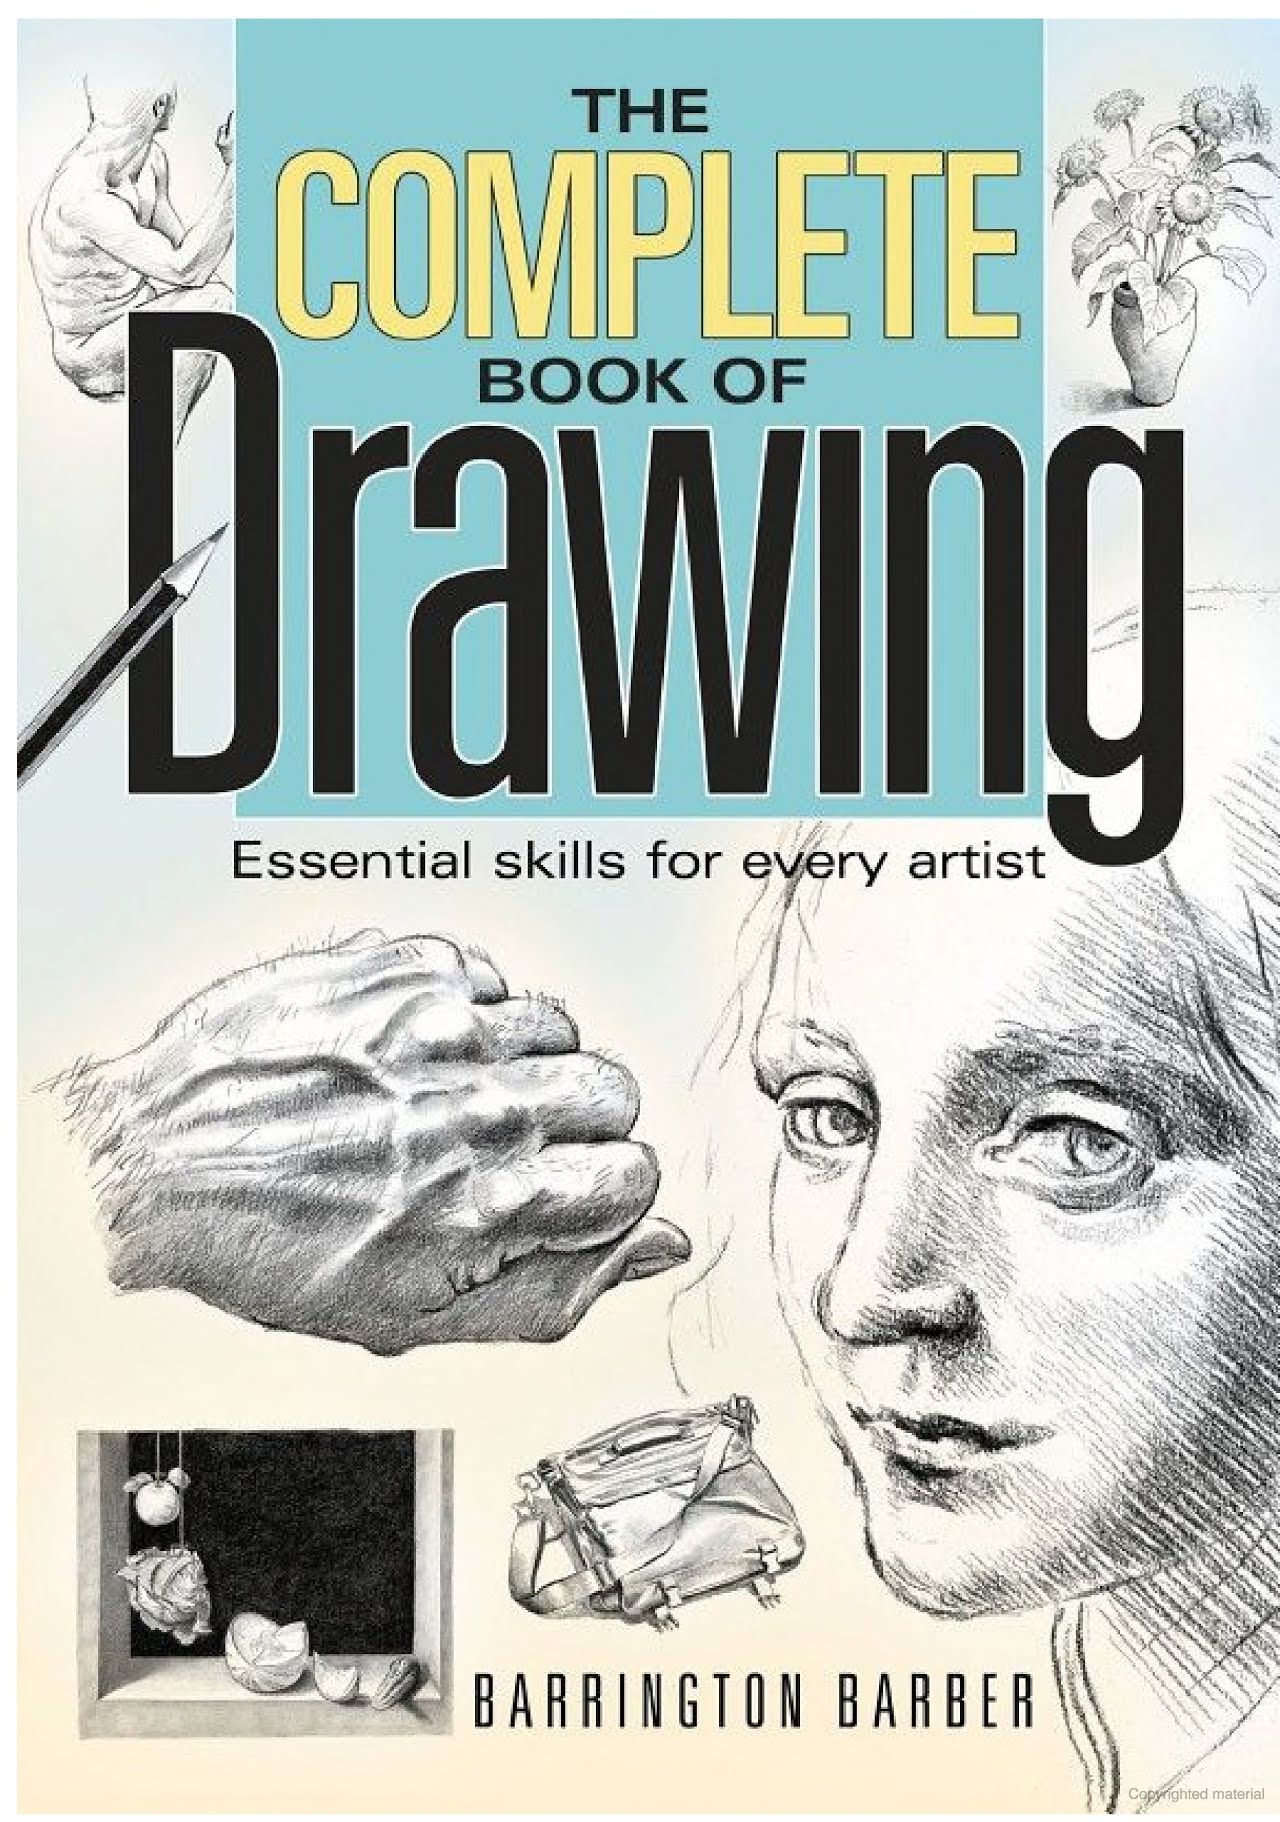 THE
COMPLETE
BOOK OF
Drawing
Essential skills for every artist
BARRINGTON BARBER
Copyrighted material